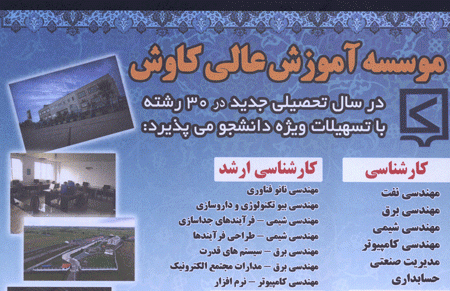 موسسه آموزش عالی کاوش
در سال تحصیلی جدید در ۳۰ رشته
با تسهیلات ویژه دانشجو می پذیرد:
کارشناسی
مهندسی نفت
مهندسی برق
مهندسی شیمی
مهندسی کامپیوتر
مدیریت صنعتی
حسابداری
کارشناسی ارشد
مهندسی نانو فناوری
مهندسی بیو تکنولوژی و داروسازی
مهندسی شیمی - فرآیندهای جداسازی
مهندسی شیمی - طراحی فرآیندها
مهندسی برق - سیستم های قدرت
مهندسی برق - مدارات مجتمع الکترونیک
مهندسی کامپیوتر - نرم افزار